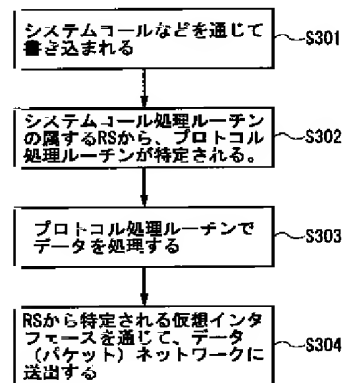 システムコールなどを通じて
書き込まれる
S301
システムコール処理ルーチン
の属するRSから、プロトコル
処理ルーチンが特定される。
S302
プロトコル処理ルーチンで
データを処理する
S303
RSから特定される仮想インタ
フェースを通じて、データ
（パケット）ネットワークに
送出する
S304